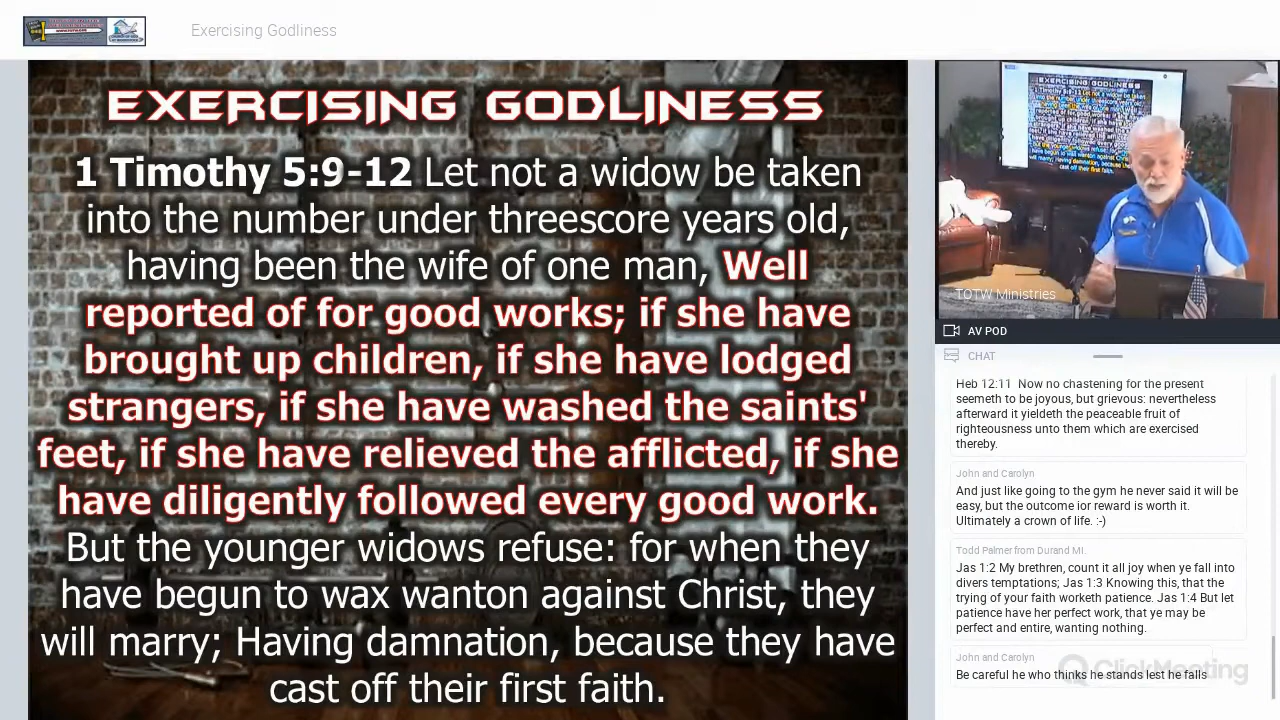 Exercising Godliness
EXERCISING GODLINESS
1 Timothy 5:9-12 Let not a widow be taken
into the number under threescore years old,
having been the wife of one man, Well
reported of for good works; if she have
brought up children, if she have lodged
strangers, if she have washed the saints'
feet, if she have relieved the afflicted, if she
have diligently followed every good work.
But the younger widows refuse: for when they
have begun to wax wanton against Christ, they
will marry; Having damnation, because they have
cast off their first faith.
TOTW Ministries
AV POD
CHAT
Heb 12:11 Now no chastening for the present
seemeth to be joyous, but grievous: nevertheless
afterward it yieldeth the peaceable fruit of
righteousness unto them which are exercised
thereby.
John and Carolyn
And just like going to the gym he never said it will be
easy, but the outcome ior reward is worth it.
Ultimately a crown of life. :-)
Todd Palmer from Durand MI.
Jas 1:2 My brethren, count it all joy when ye fall into
divers temptations; Jas 1:3 Knowing this, that the
trying of your faith worketh patience. Jas 1:4 But let
patience have her perfect work, that ye may be
perfect and entire, wanting nothing.
John and Carolyn
Be careful he who thinks he stands lest he falls
ClickMeeting